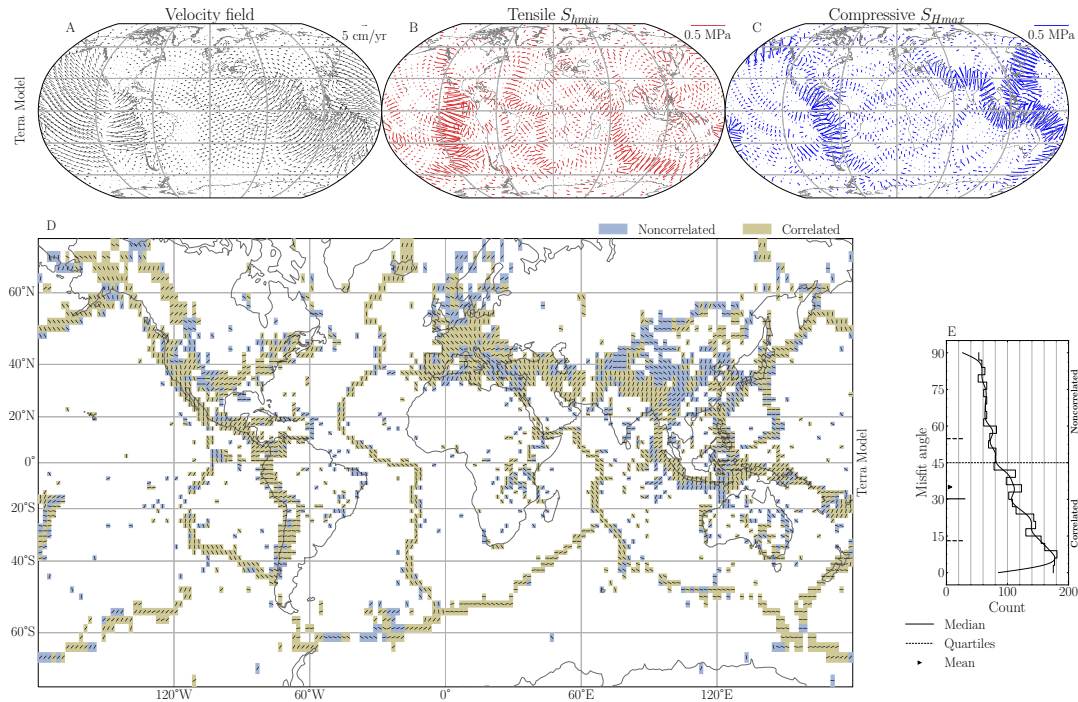 Velocity field
Tensile S_hmin
Compressive S_Hmax
A
5 cm/yr
B
0.5 MPa
C
0.5 MPa
Terra Model
D
Noncorrelated
Correlated
60°N
40°N
20°N
0°
20°S
40°S
60°S
120°W
60°W
0°
60°E
120°E
Terra Model
E
90
75
60
45
30
15
0
Misfit angle
Noncorrelated
Correlated
0
100
200
Count
Median
Quartiles
Mean